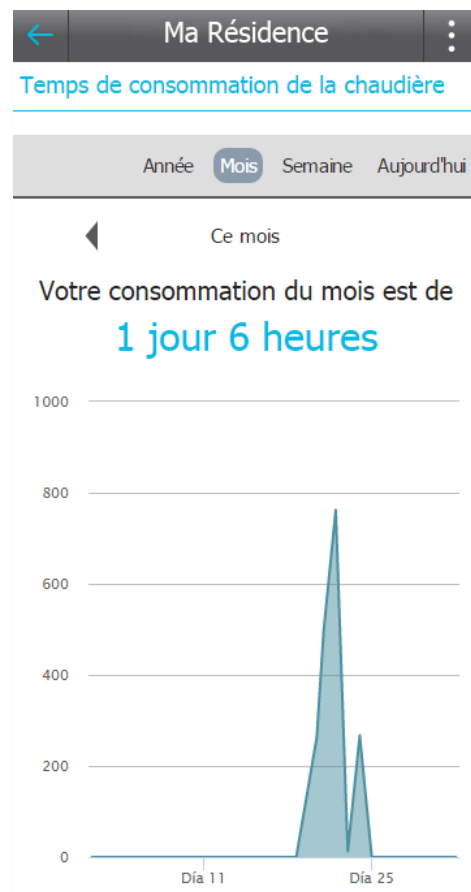 Ma Résidence
Temps de consommation de la chaudière
Année Mois Semaine Aujourd'hui
Ce mois
Votre consommation du mois est de
1 jour 6 heures
1000
800
600
400
200
0
Día 11 Día 25